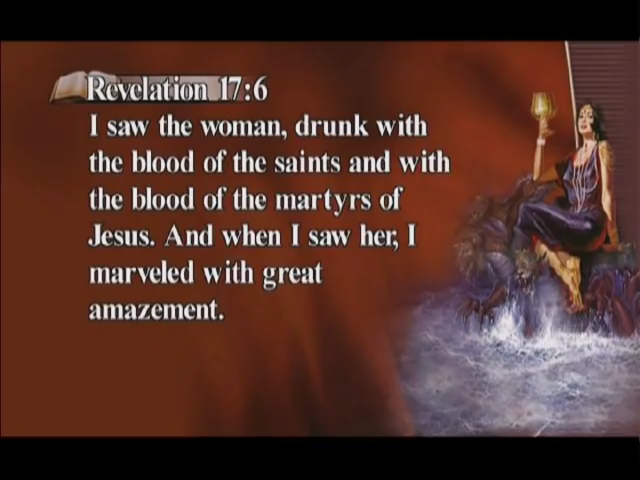 Revelation 17:6
I saw the woman, drunk with
the blood of the saints and with
the blood of the martyrs of
Jesus. And when I saw her, I
marveled with great
amazement.